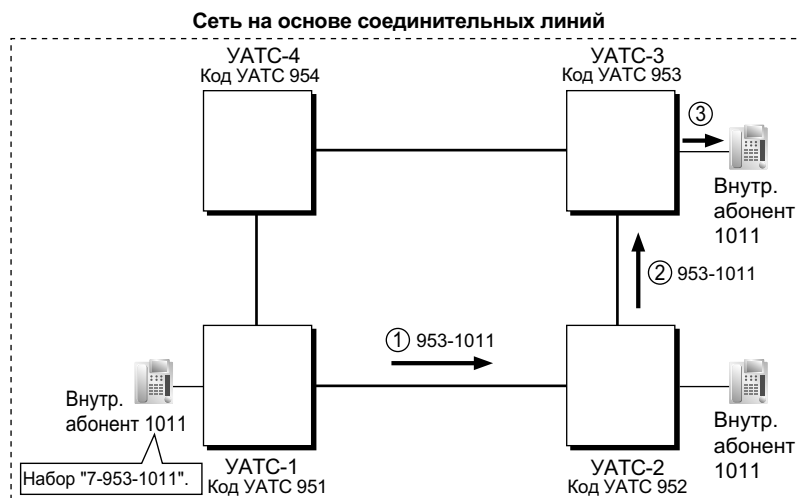 Сеть на основе соединительных линий
УАТС-4
Код УАТС 954
УАТС-3
Код УАТС 953
③
Внутр.
абонент
1011
② 953-1011
① 953-1011
Внутр.
абонент 1011
Набор "7-953-1011".
УАТС-1
Код УАТС 951
УАТС-2
Код УАТС 952
Внутр.
абонент
1011